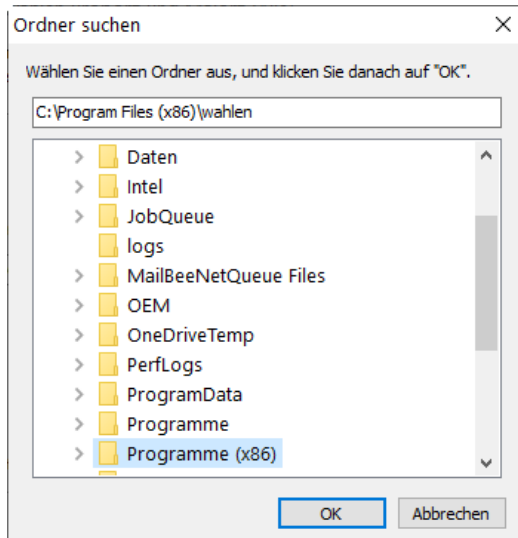 Ordner suchen
Wählen Sie einen Ordner aus, und klicken Sie danach auf "OK".
C:\Program Files (x86)\wahlen
Daten
Intel
JobQueue
logs
MailBeeNetQueue Files
OEM
OneDriveTemp
PerfLogs
ProgramData
Programme
Programme (x86)
OK Abbrechen